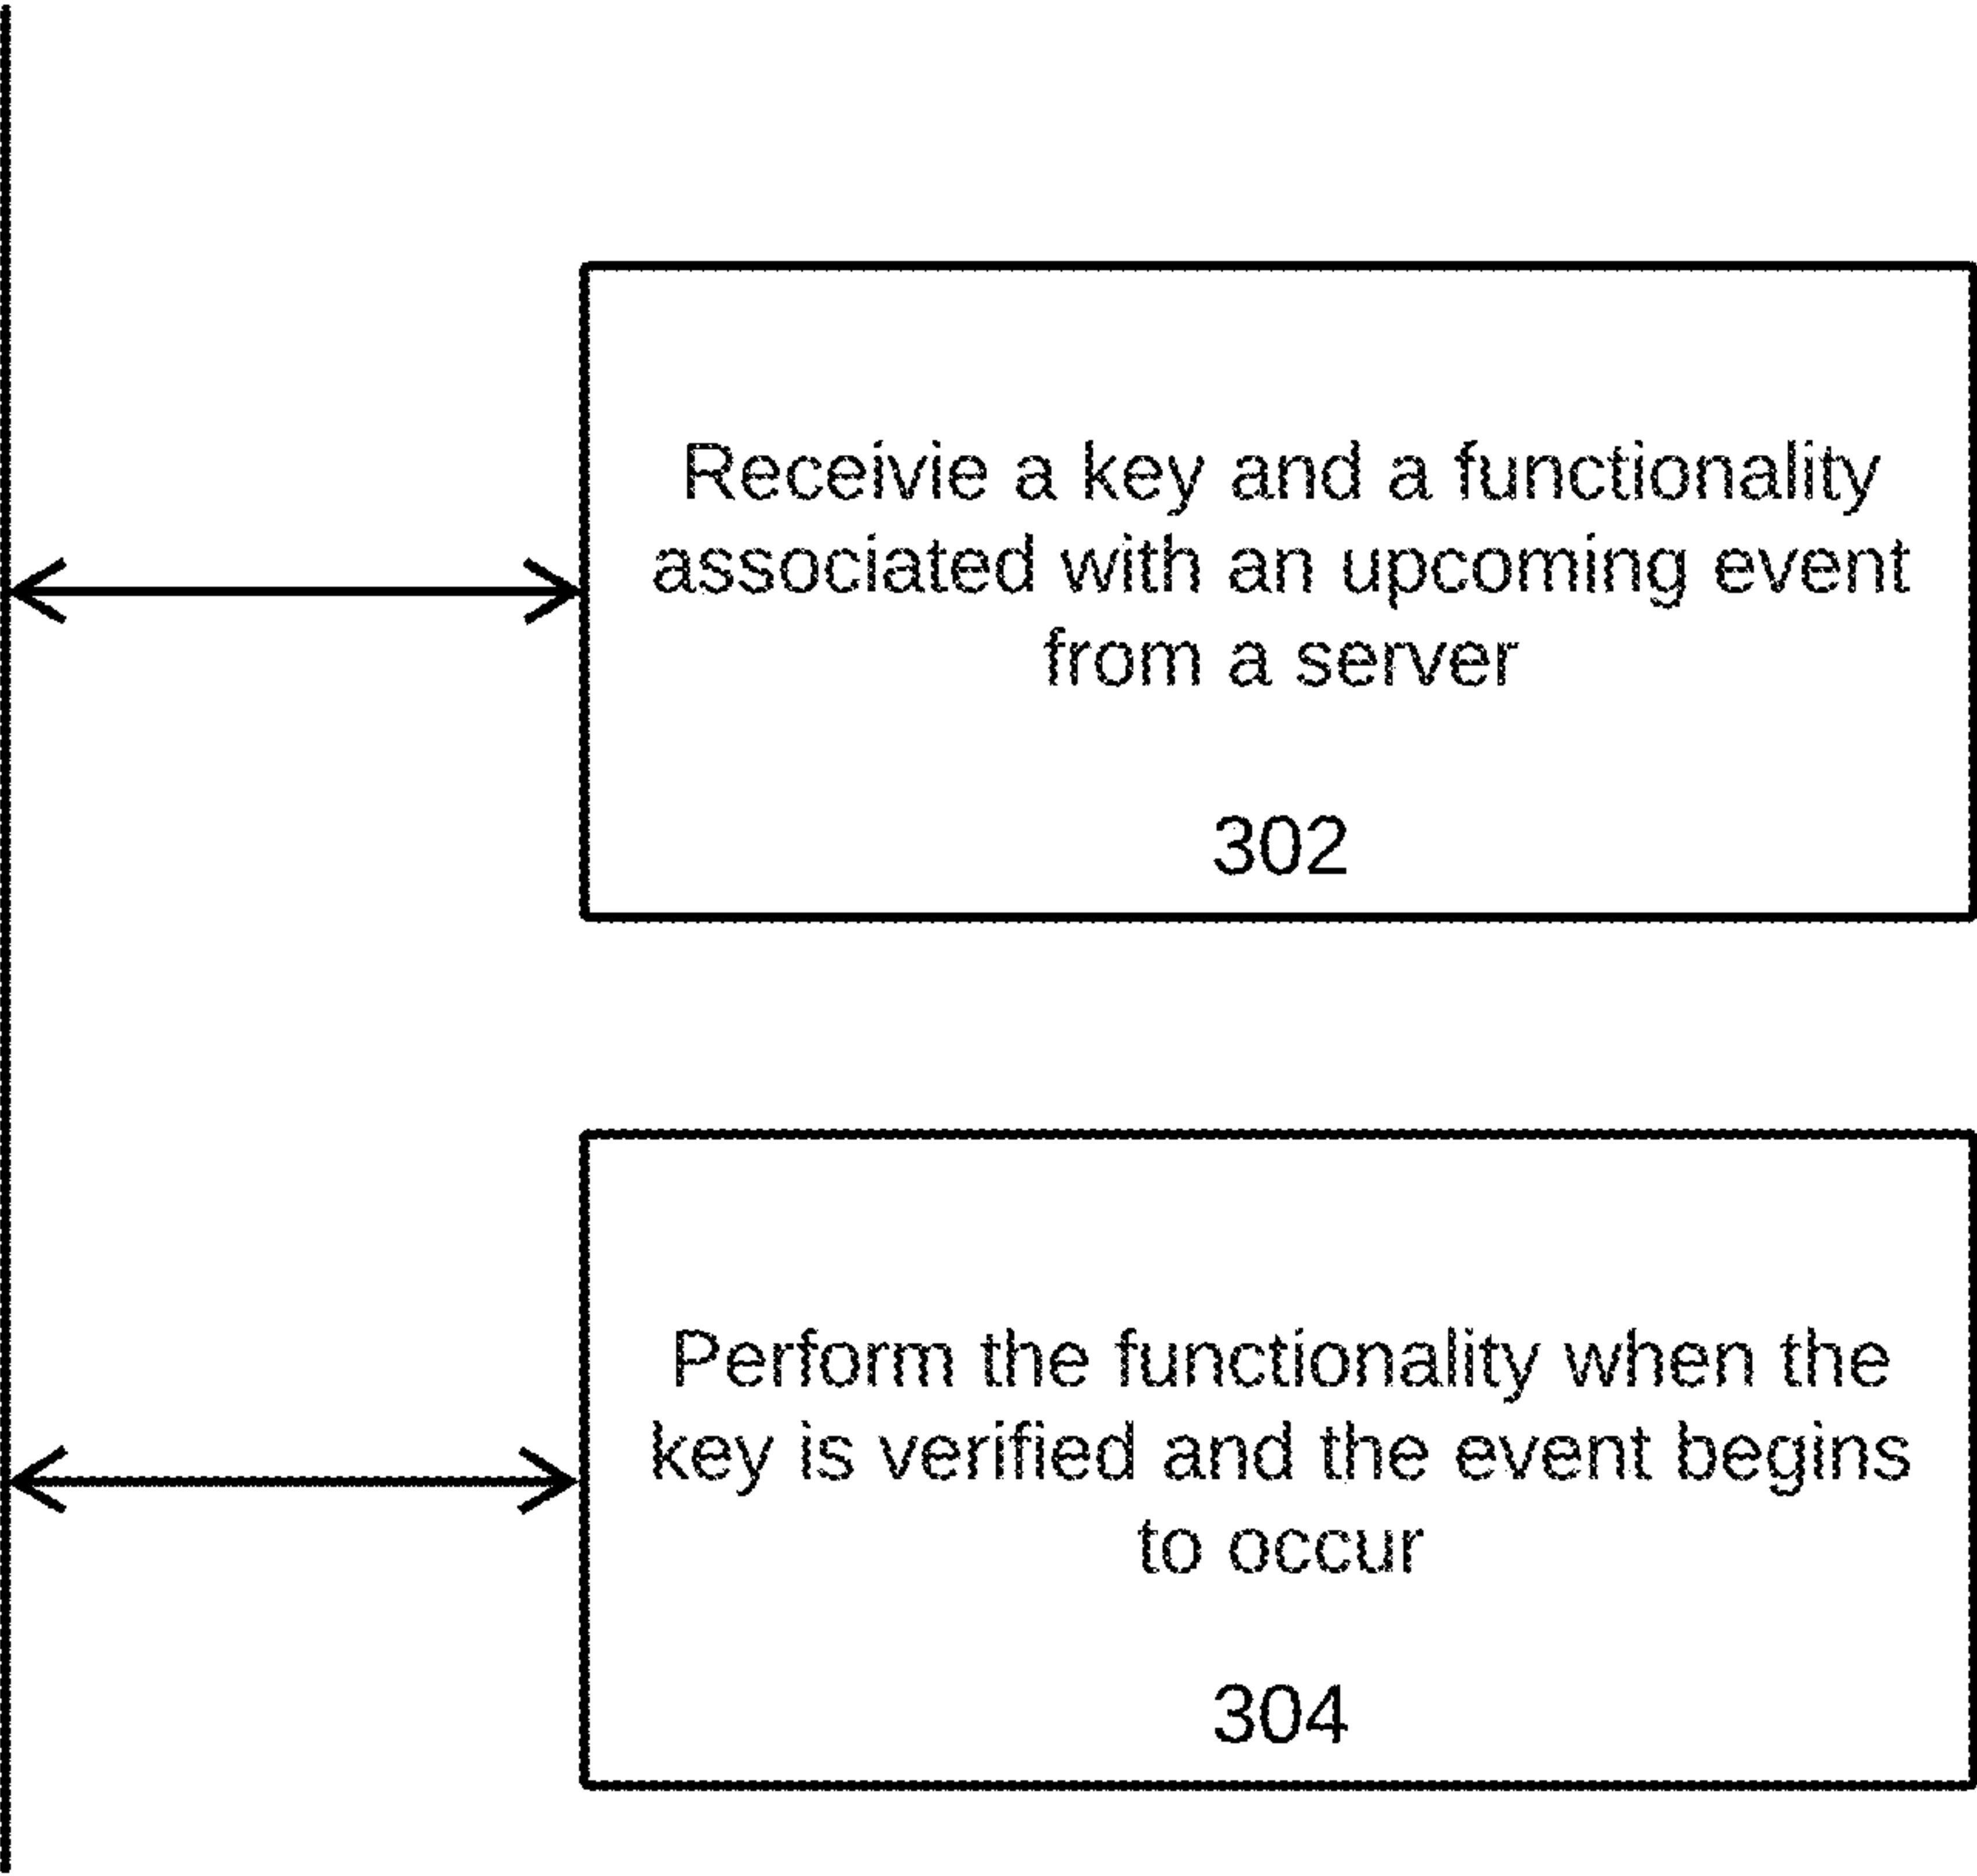 Receivie a key and a functionality
associated with an upcoming event
from a server
302
Perform the functionality when the
key is verified and the event begins
to occur
304